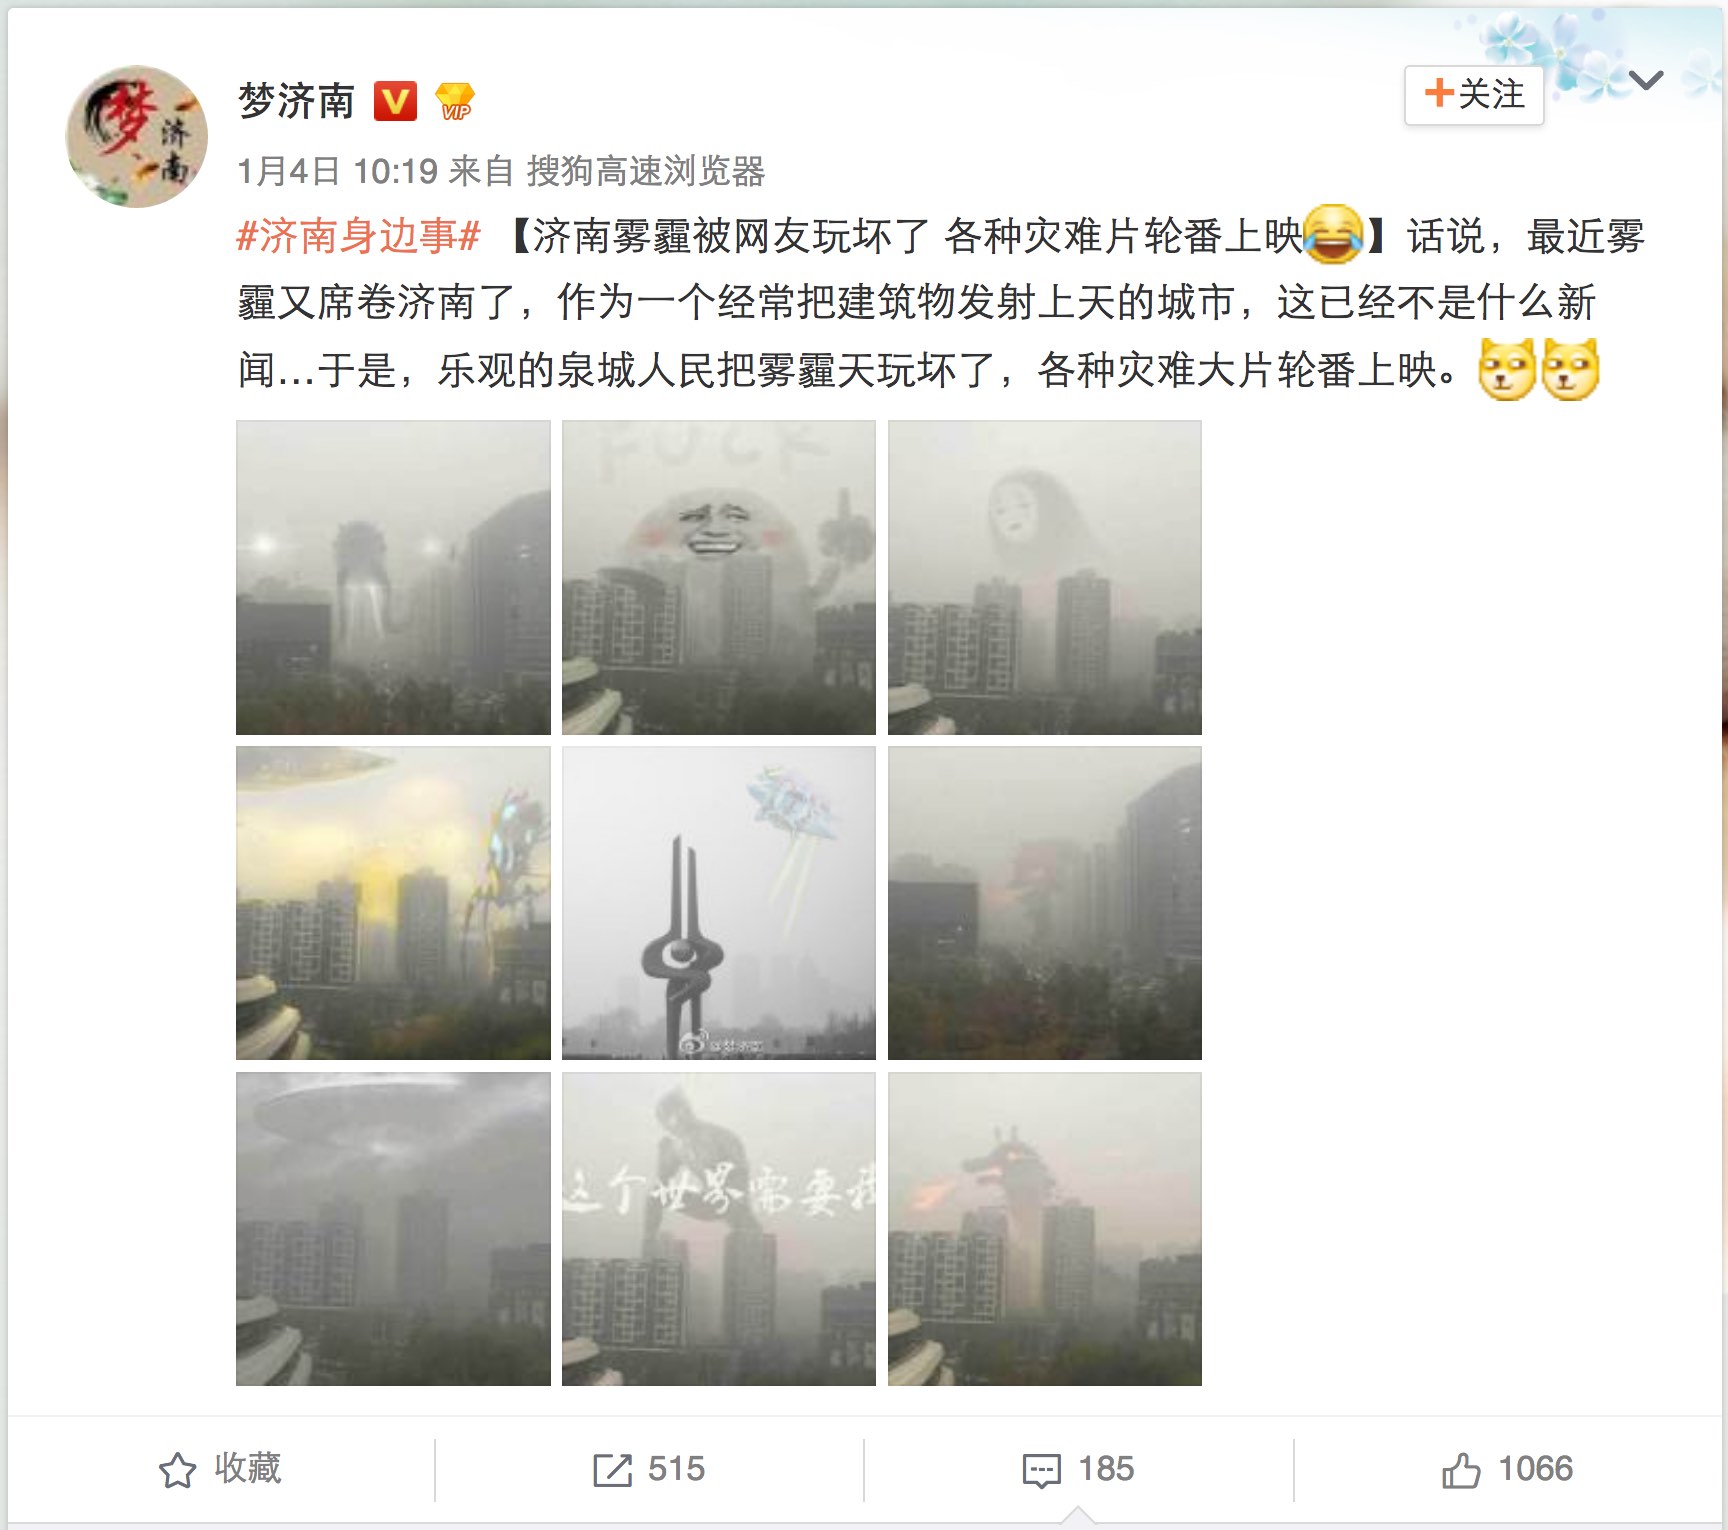 梦
济
南
梦济南
V
VIP
+关注
1月4日 10:19 来自 搜狗高速浏览器
#济南身边事# 【济南雾霾被网友玩坏了 各种灾难片轮番上映】话说，最近雾
霾又席卷济南了，作为一个经常把建筑物发射上天的城市，这已经不是什么新
闻...于是，乐观的泉城人民把雾霾天玩坏了，各种灾难大片轮番上映。
FUCK
这个世界需要我
收藏
515
185
1066